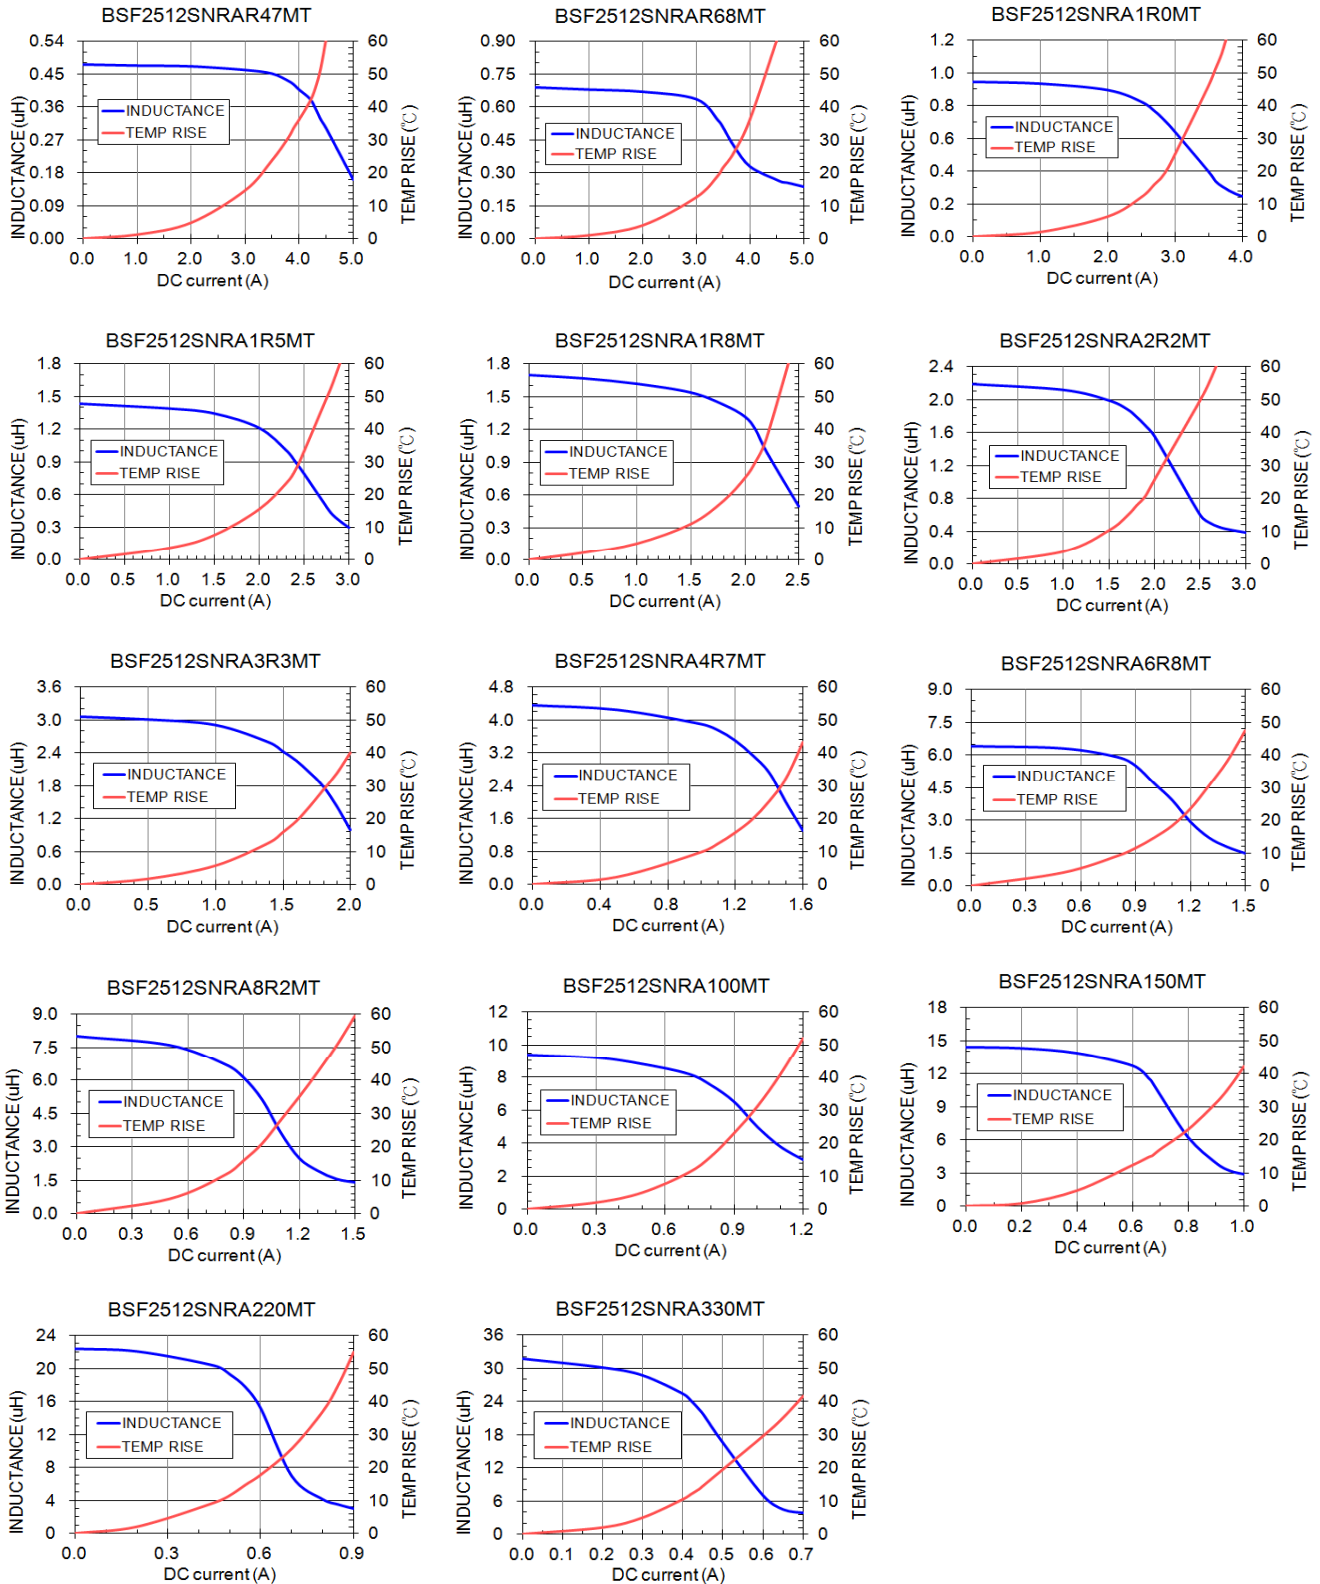 BSF2512SNRAR47MT
INDUCTANCE (uH)
0.54
0.45
0.36
0.27
0.18
0.09
0.00
60
50
40
30
20
10
0
TEMP RISE (℃)
INDUCTANCE
TEMP RISE
0.0 1.0 2.0 3.0 4.0 5.0
DC current (A)
BSF2512SNRAR68MT
INDUCTANCE (uH)
0.90
0.75
0.60
0.45
0.30
0.15
0.00
60
50
40
30
20
10
0
TEMP RISE (℃)
INDUCTANCE
TEMP RISE
0.0 1.0 2.0 3.0 4.0 5.0
DC current (A)
BSF2512SNRA1R0MT
INDUCTANCE (uH)
1.2
1.0
0.8
0.6
0.4
0.2
0.0
60
50
40
30
20
10
0
TEMP RISE (℃)
INDUCTANCE
TEMP RISE
0.0 1.0 2.0 3.0 4.0
DC current (A)
BSF2512SNRA1R5MT
INDUCTANCE (uH)
1.8
1.5
1.2
0.9
0.6
0.3
0.0
60
50
40
30
20
10
0
TEMP RISE (℃)
INDUCTANCE
TEMP RISE
0.0 0.5 1.0 1.5 2.0 2.5 3.0
DC current (A)
BSF2512SNRA1R8MT
INDUCTANCE (uH)
1.8
1.5
1.2
0.9
0.6
0.3
0.0
60
50
40
30
20
10
0
TEMP RISE (℃)
INDUCTANCE
TEMP RISE
0.0 0.5 1.0 1.5 2.0 2.5
DC current (A)
BSF2512SNRA2R2MT
INDUCTANCE (uH)
2.4
2.0
1.6
1.2
0.8
0.4
0.0
60
50
40
30
20
10
0
TEMP RISE (℃)
INDUCTANCE
TEMP RISE
0.0 0.5 1.0 1.5 2.0 2.5 3.0
DC current (A)
BSF2512SNRA3R3MT
INDUCTANCE (uH)
3.6
3.0
2.4
1.8
1.2
0.6
0.0
60
50
40
30
20
10
0
TEMP RISE (℃)
INDUCTANCE
TEMP RISE
0.0 0.5 1.0 1.5 2.0
DC current (A)
BSF2512SNRA4R7MT
INDUCTANCE (uH)
4.8
4.0
3.2
2.4
1.6
0.8
0.0
60
50
40
30
20
10
0
TEMP RISE (℃)
INDUCTANCE
TEMP RISE
0.0 0.4 0.8 1.2 1.6
DC current (A)
BSF2512SNRA6R8MT
INDUCTANCE (uH)
9.0
7.5
6.0
4.5
3.0
1.5
0.0
60
50
40
30
20
10
0
TEMP RISE (℃)
INDUCTANCE
TEMP RISE
0.0 0.3 0.6 0.9 1.2 1.5
DC current (A)
BSF2512SNRA8R2MT
INDUCTANCE (uH)
9.0
7.5
6.0
4.5
3.0
1.5
0.0
60
50
40
30
20
10
0
TEMP RISE (℃)
INDUCTANCE
TEMP RISE
0.0 0.3 0.6 0.9 1.2 1.5
DC current (A)
BSF2512SNRA100MT
INDUCTANCE (uH)
12
10
8
6
4
2
0
60
50
40
30
20
10
0
TEMP RISE (℃)
INDUCTANCE
TEMP RISE
0.0 0.3 0.6 0.9 1.2
DC current (A)
BSF2512SNRA150MT
INDUCTANCE (uH)
18
15
12
9
6
3
0
60
50
40
30
20
10
0
TEMP RISE (℃)
INDUCTANCE
TEMP RISE
0.0 0.2 0.4 0.6 0.8 1.0
DC current (A)
BSF2512SNRA220MT
INDUCTANCE (uH)
24
20
16
12
8
4
0
60
50
40
30
20
10
0
TEMP RISE (℃)
INDUCTANCE
TEMP RISE
0.0 0.3 0.6 0.9
DC current (A)
BSF2512SNRA330MT
INDUCTANCE (uH)
36
30
24
18
12
6
0
60
50
40
30
20
10
0
TEMP RISE (℃)
INDUCTANCE
TEMP RISE
0.0 0.1 0.2 0.3 0.4 0.5 0.6 0.7
DC current (A)